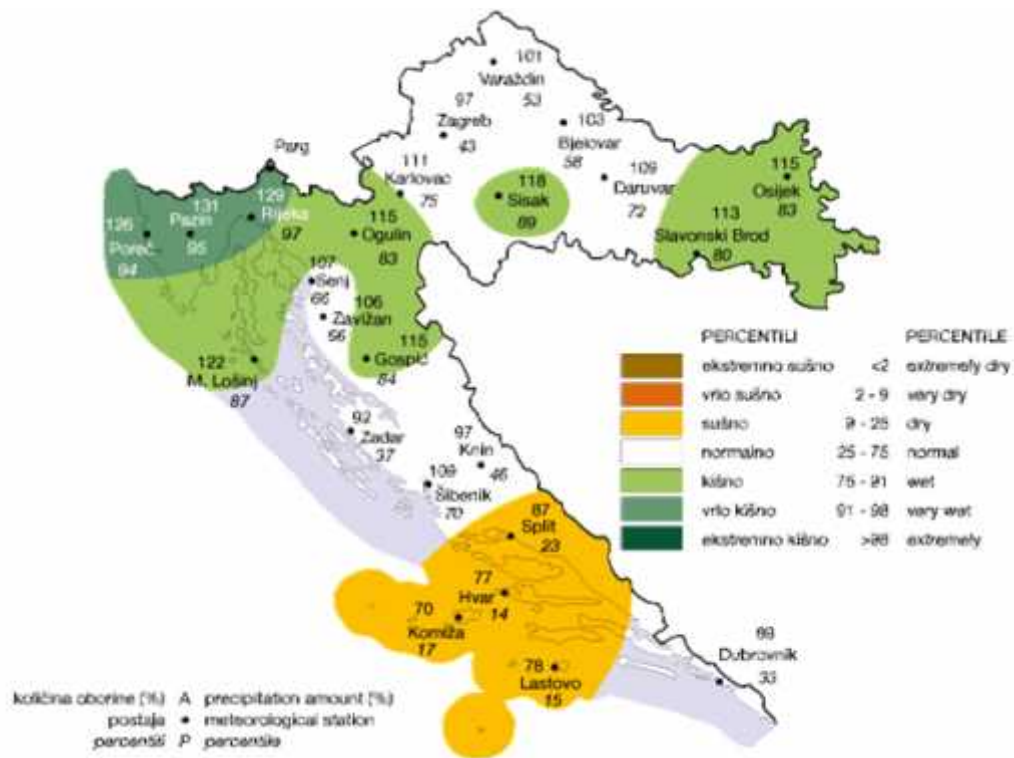 101
Varaždin
53
97
Zagreb
43
103
Bjelovar
58
Parg
111
Karlovac
75
109
Daruvar
72
118
Sisak
89
115
Osijek
83
113
Slavonski Brod
80
129
Rijeka
97
131
Pazin
95
126
Poreč
94
115
Ogulin
83
107
Senj
66
106
Zavižan
56
115
Gospić
84
122
M. Lošinj
87
92
Zadar
37
97
Knin
46
109
Šibenik
70
87
Split
23
77
Hvar
14
70
Komiža
17
78
Lastovo
15
Dubrovnik
PERCENTILI PERCENTILE
ekstremno sušno <2 extremely dry
vrlo sušno 2 - 9 very dry
sušno 9 - 25 dry
normalno 25 - 75 normal
kišno 75 - 91 wet
vrlo kišno 91 - 98 very wet
ekstremno kišno >98 extremely
količina oborine (%) A precipitation amount (%)
postaja meteorological station
percentili P percentile